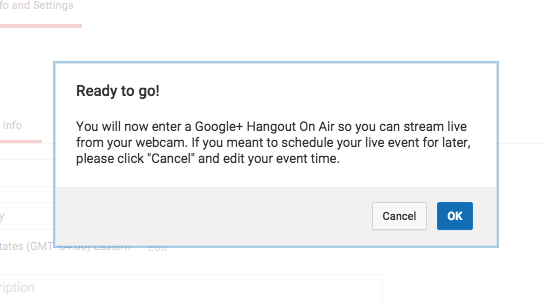 fo and Settings
Ready to go!
info
You will now enter a Google+ Hangout On Air so you can stream live
from your webcam. If you meant to schedule your live event for later,
please click "Cancel" and edit your event time.
Cancel
OK
y
tates (GMT -04:00) Eastern
Edit
ription